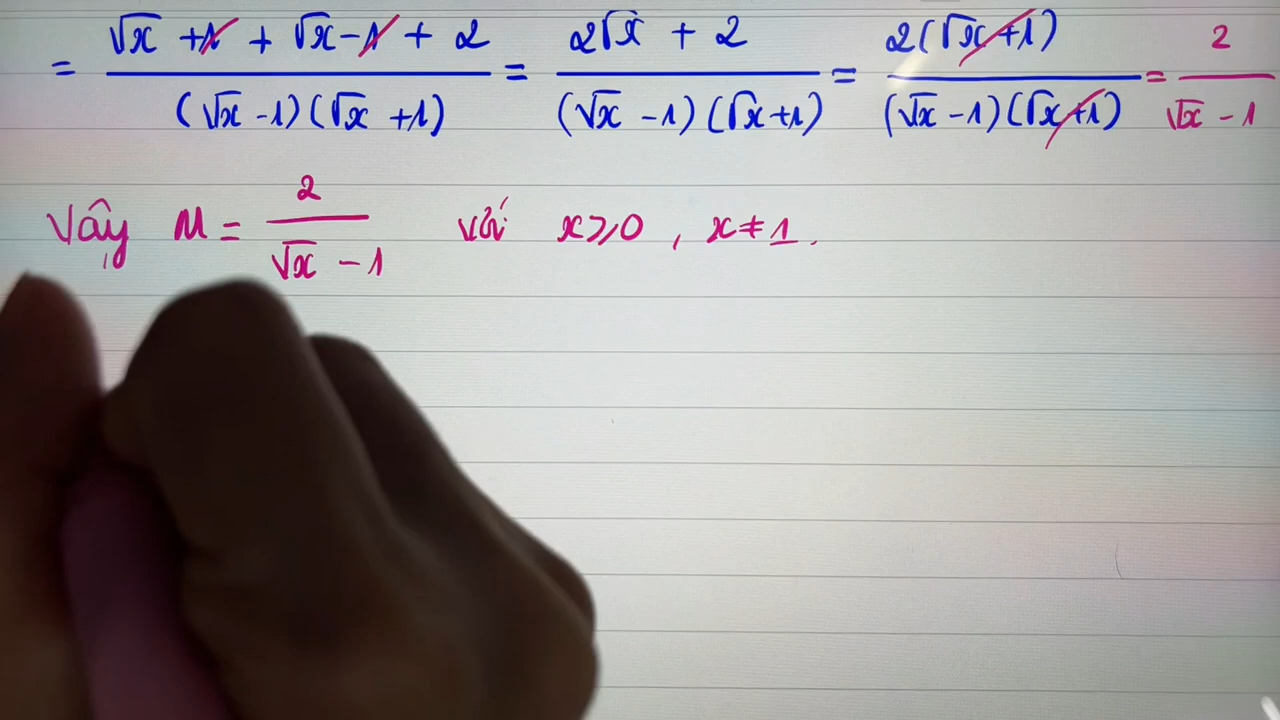 = (√x + 1 + √x - 1 + 2) / ((√x - 1)(√x + 1)) = (2√x + 2) / ((√x - 1)(√x + 1)) = 2(√x + 1) / ((√x - 1)(√x + 1)) = 2 / (√x - 1)
Vậy M = 2 / (√x - 1) với x ≥ 0 , x ≠ 1.